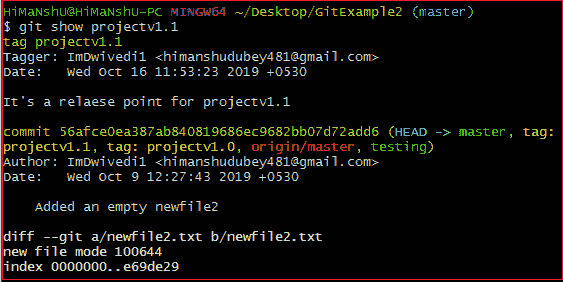 HiMaNshU@HiMaNshU-PC MINGW64 ~/Desktop/GitExample2 (master)
$ git show projectv1.1
tag projectv1.1
Tagger: ImDwivedi1 <himanshudubey481@gmail.com>
Date:   Wed Oct 16 11:53:23 2019 +0530

It's a relaese point for projectv1.1

commit 56afce0ea387ab840819686ec9682bb07d72add6 (HEAD -> master, tag:
projectv1.1, tag: projectv1.0, origin/master, testing)
Author: ImDwivedi1 <himanshudubey481@gmail.com>
Date:   Wed Oct 9 12:27:43 2019 +0530

    Added an empty newfile2

diff --git a/newfile2.txt b/newfile2.txt
new file mode 100644
index 0000000..e69de29